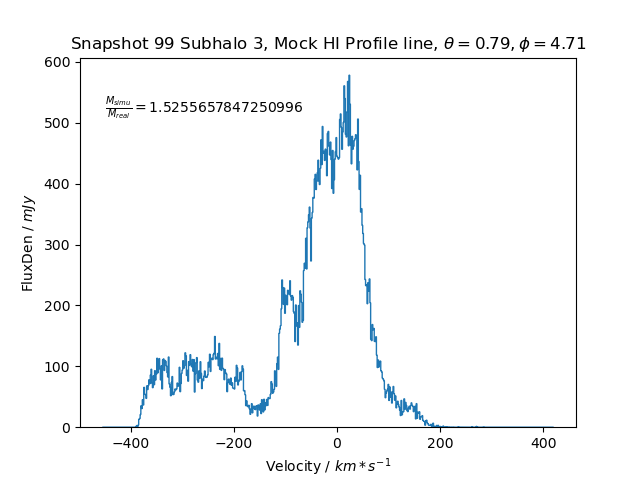 Snapshot 99 Subhalo 3, Mock HI Profile line, θ = 0.79, ϕ = 4.71
600
M_simu/M_real = 1.5255657847250996
500
400
300
200
100
0
FluxDen / mJy
−400 −200 0 200 400
Velocity / km * s⁻¹